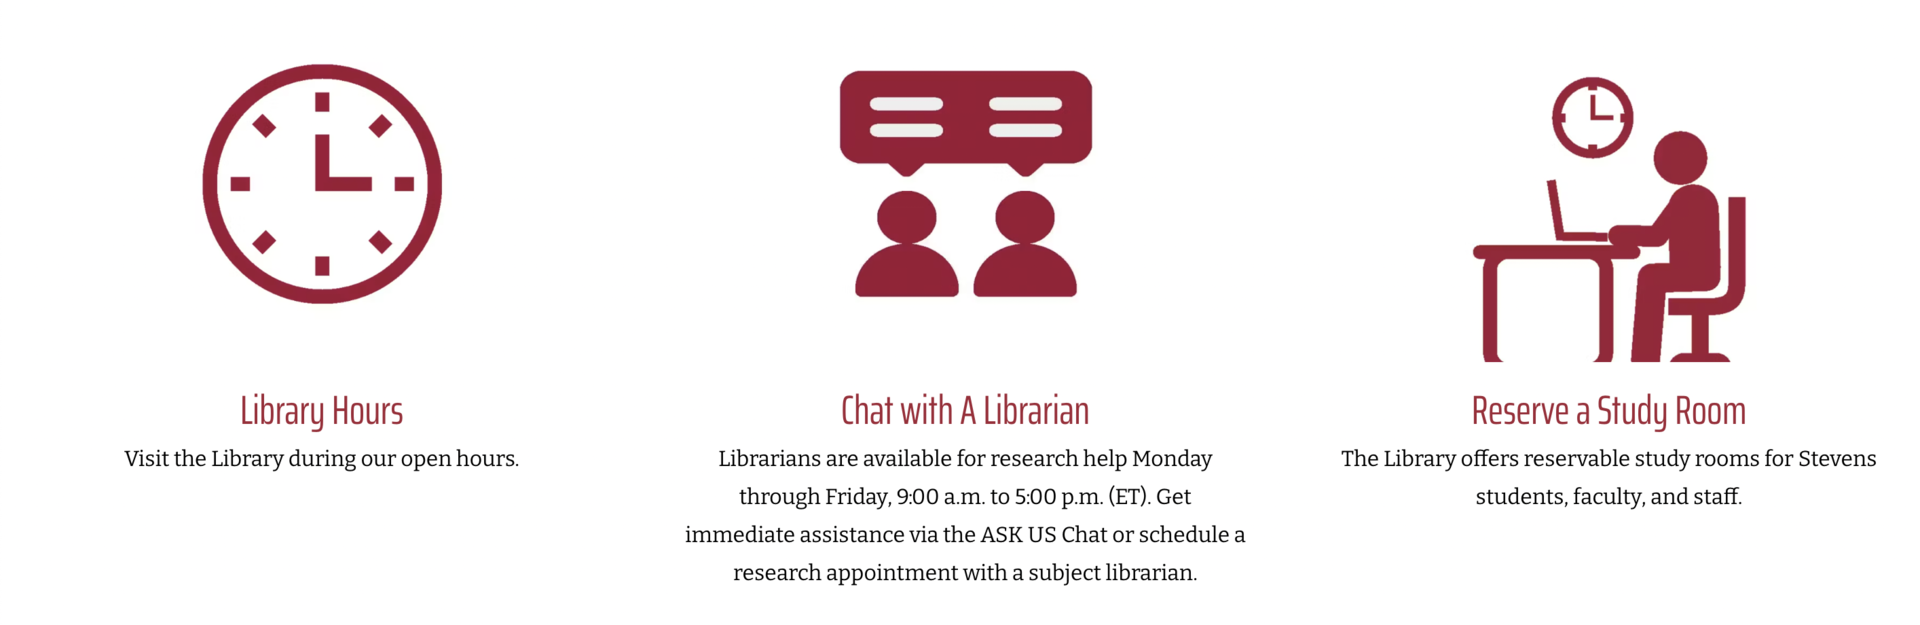 Library Hours
Visit the Library during our open hours.
Chat with A Librarian
Librarians are available for research help Monday
through Friday, 9:00 a.m. to 5:00 p.m. (ET). Get
immediate assistance via the ASK US Chat or schedule a
research appointment with a subject librarian.
Reserve a Study Room
The Library offers reservable study rooms for Stevens
students, faculty, and staff.